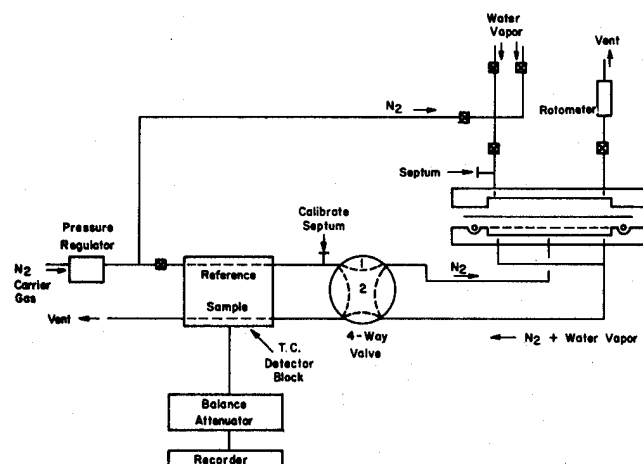 Water
Vapor
Vent
N2
Rotometer
Septum
Calibrate
Septum
Pressure
Regulator
N2
Carrier
Gas
Reference
Sample
1
2
N2
Vent
T.C.
Detector
Block
4-Way
Valve
N2 + Water Vapor
Balance
Attenuator
Recorder